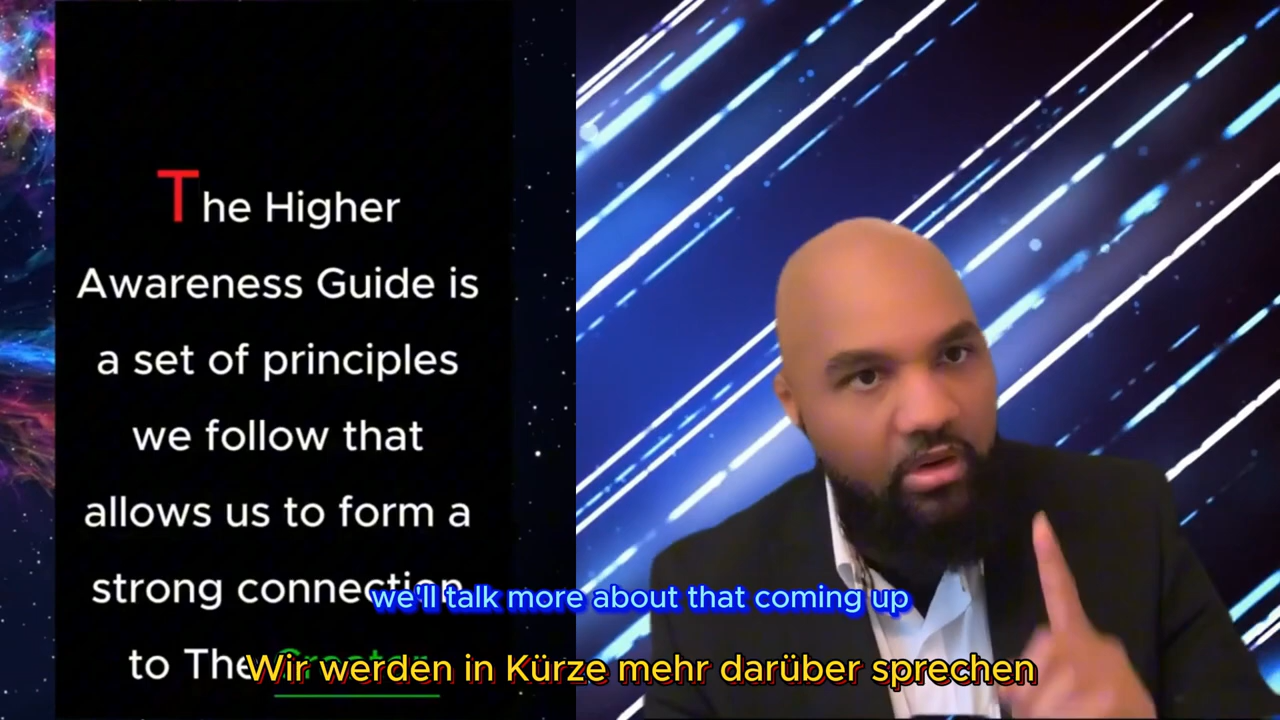 The Higher
Awareness Guide is
a set of principles
we follow that
allows us to form a
strong connection
to The Creator
we'll talk more about that coming up
Wir werden in Kürze mehr darüber sprechen